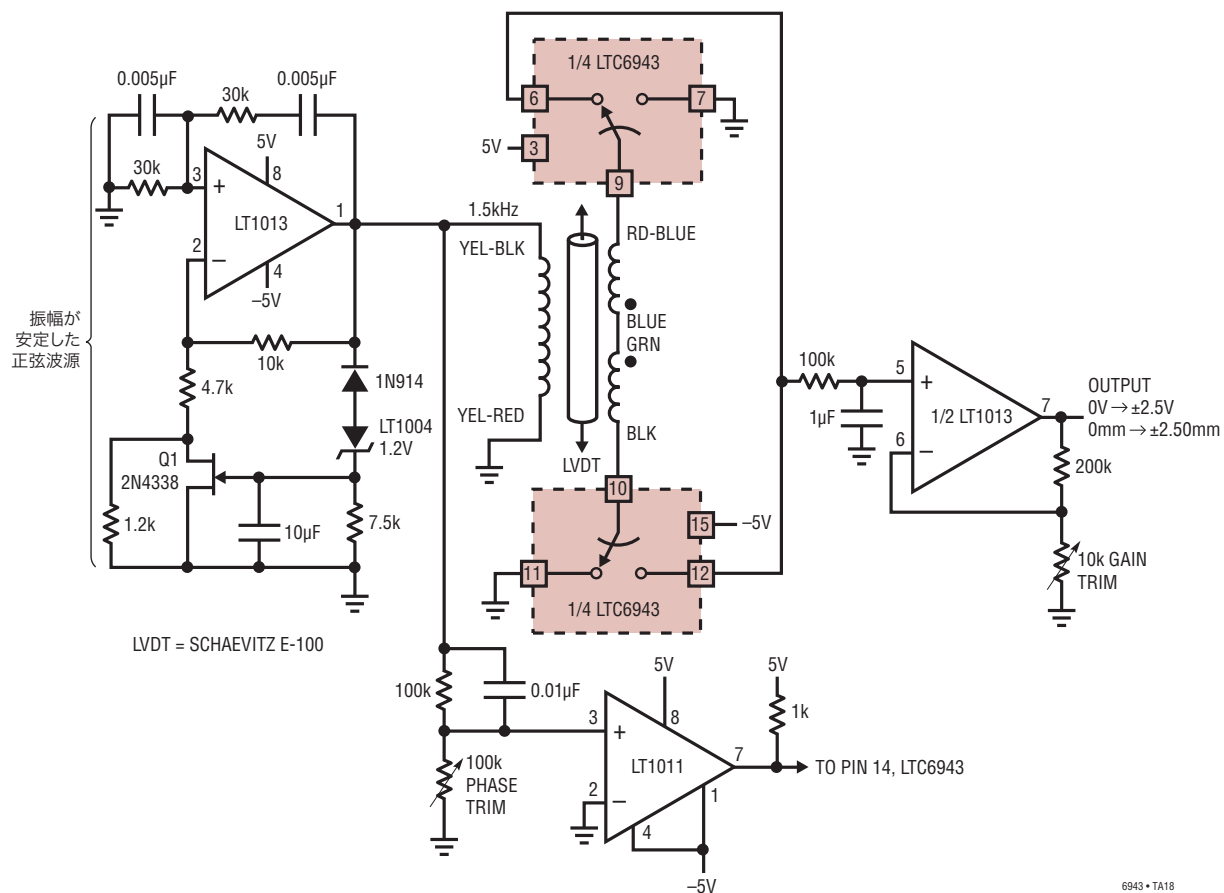 0.005µF
30k
0.005µF
30k
3
+
5V
8
LT1013
1
2
–
4
–5V
振幅が
安定した
正弦波源
10k
4.7k
1N914
LT1004
1.2V
Q1
2N4338
1.2k
10µF
7.5k
LVDT = SCHAEVITZ E-100
1.5kHz
YEL-BLK
YEL-RED
1/4 LTC6943
6
7
5V
3
9
RD-BLUE
BLUE
GRN
BLK
LVDT
10
15
–5V
11
12
1/4 LTC6943
100k
1µF
5
+
1/2 LT1013
7
6
–
OUTPUT
0V → ±2.5V
0mm → ±2.50mm
200k
10k GAIN
TRIM
100k
0.01µF
100k
PHASE
TRIM
3
+
5V
8
LT1011
7
2
–
4
1
–5V
5V
1k
TO PIN 14, LTC6943
6943 • TA18